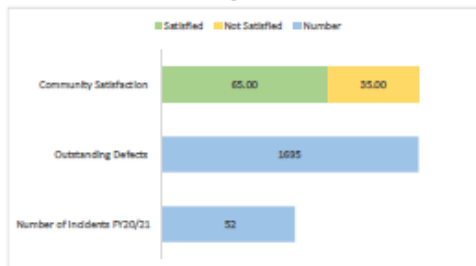 Satisfied Not Satisfied Number
Community Satisfaction 65.00 35.00
Outstanding Defects 1695
Number of Incidents FY20/21 52